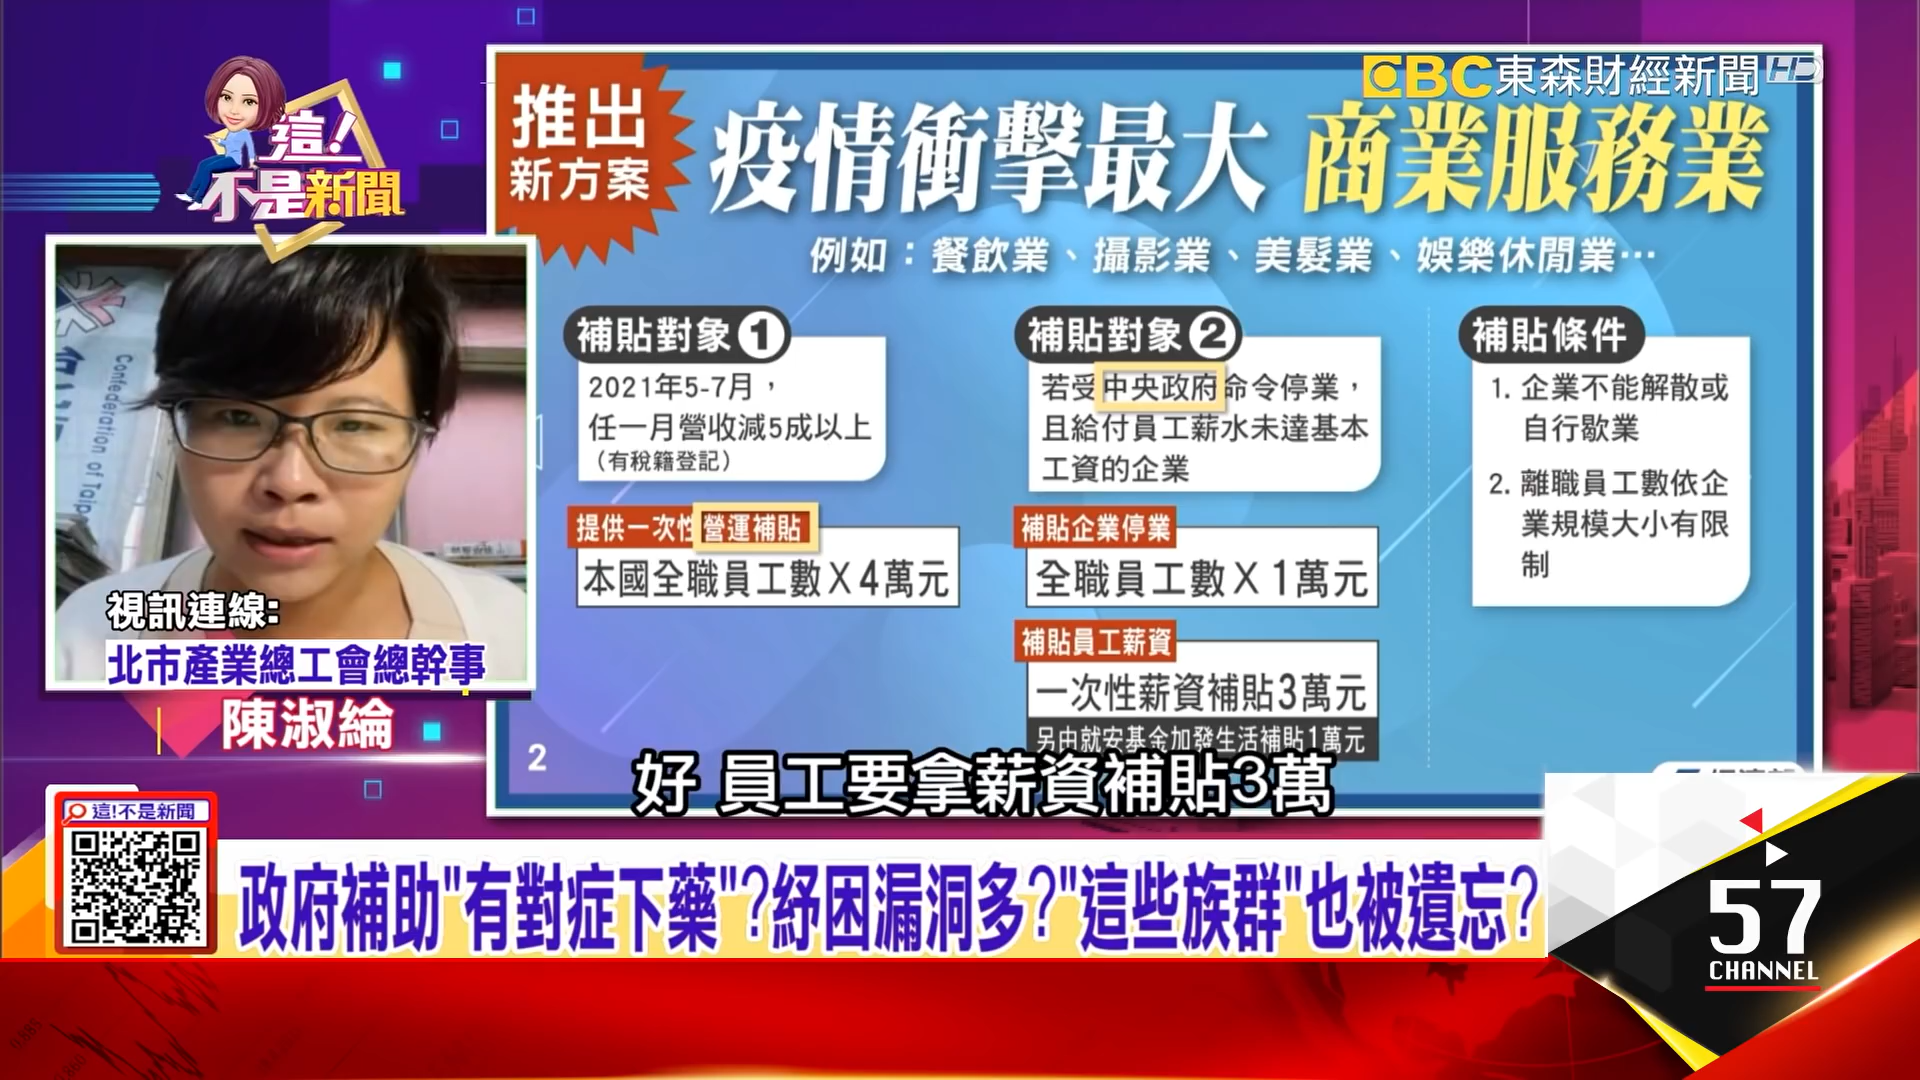 EBC東森財經新聞HD
這!
不是新聞
推出
新方案
疫情衝擊最大 商業服務業
例如：餐飲業、攝影業、美髮業、娛樂休閒業…
補貼對象1
2021年5-7月，
任一月營收減5成以上
（有稅籍登記）
提供一次性營運補貼
本國全職員工數X4萬元
補貼對象2
若受中央政府命令停業，
且給付員工薪水未達基本
工資的企業
補貼企業停業
全職員工數X1萬元
補貼員工薪資
一次性薪資補貼3萬元
另由就安基金加發生活補貼1萬元
補貼條件
1. 企業不能解散或
自行歇業
2. 離職員工數依企
業規模大小有限
制
2
Confederation of Taip
視訊連線:
北市產業總工會總幹事
陳淑綸
好 員工要拿薪資補貼3萬
這!不是新聞
政府補助"有對症下藥"?紓困漏洞多?"這些族群"也被遺忘?
57
CHANNEL